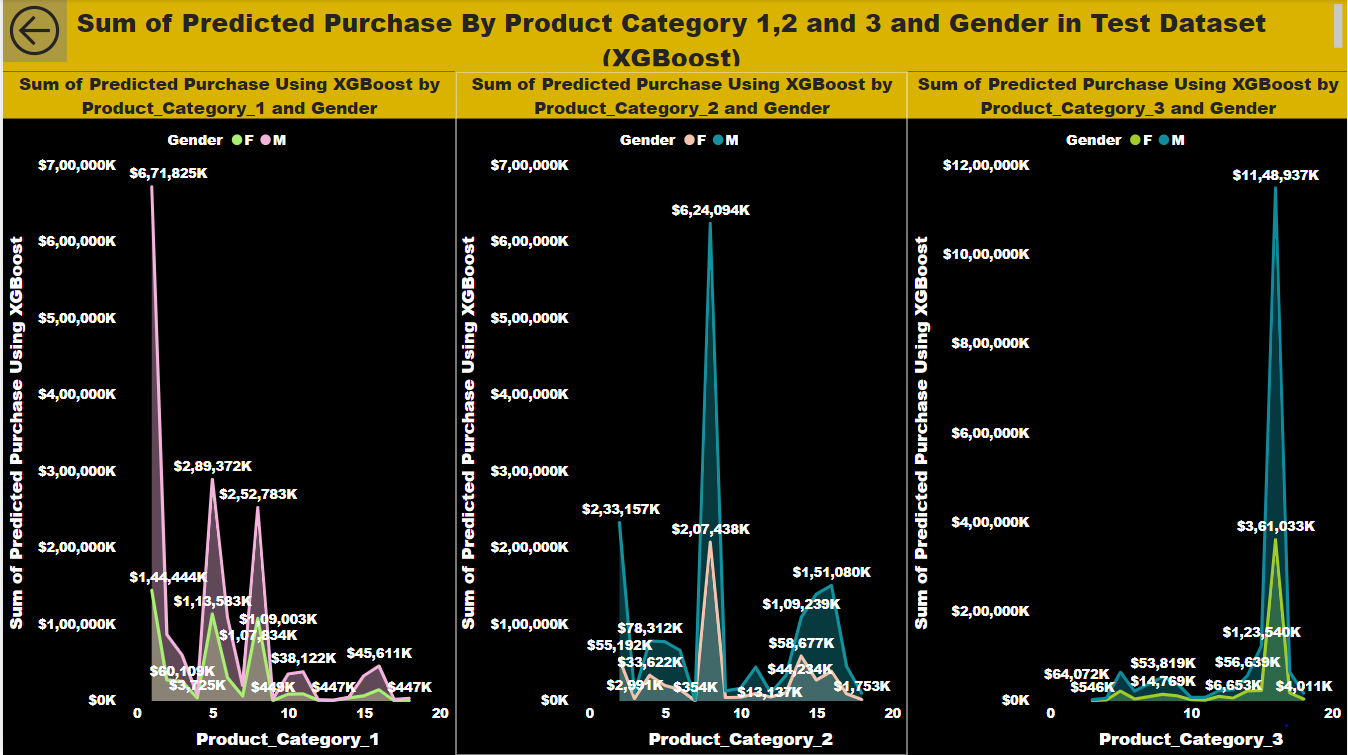 Sum of Predicted Purchase By Product Category 1,2 and 3 and Gender in Test Dataset
(XGBoost)
Sum of Predicted Purchase Using XGBoost by
Product_Category_1 and Gender
Gender F M
Sum of Predicted Purchase Using XGBoost
$7,00,000K
$6,00,000K
$5,00,000K
$4,00,000K
$3,00,000K
$2,00,000K
$1,00,000K
$0K
$6,71,825K
$2,89,372K
$2,52,783K
$1,44,444K
$1,13,583K
$1,09,003K
$1,07,834K
$60,109K
$3,725K
$449K
$38,122K
$447K
$45,611K
$447K
0 5 10 15 20
Product_Category_1
Sum of Predicted Purchase Using XGBoost by
Product_Category_2 and Gender
Gender F M
Sum of Predicted Purchase Using XGBoost
$7,00,000K
$6,00,000K
$5,00,000K
$4,00,000K
$3,00,000K
$2,00,000K
$1,00,000K
$0K
$6,24,094K
$2,33,157K
$2,07,438K
$1,51,080K
$1,09,239K
$78,312K
$55,192K
$58,677K
$33,622K
$44,234K
$2,991K
$354K
$13,137K
$1,753K
0 5 10 15 20
Product_Category_2
Sum of Predicted Purchase Using XGBoost by
Product_Category_3 and Gender
Gender F M
Sum of Predicted Purchase Using XGBoost
$12,00,000K
$10,00,000K
$8,00,000K
$6,00,000K
$4,00,000K
$2,00,000K
$0K
$11,48,937K
$3,61,033K
$1,23,540K
$64,072K
$53,819K
$56,639K
$546K
$14,769K
$6,653K
$4,011K
0 10 20
Product_Category_3